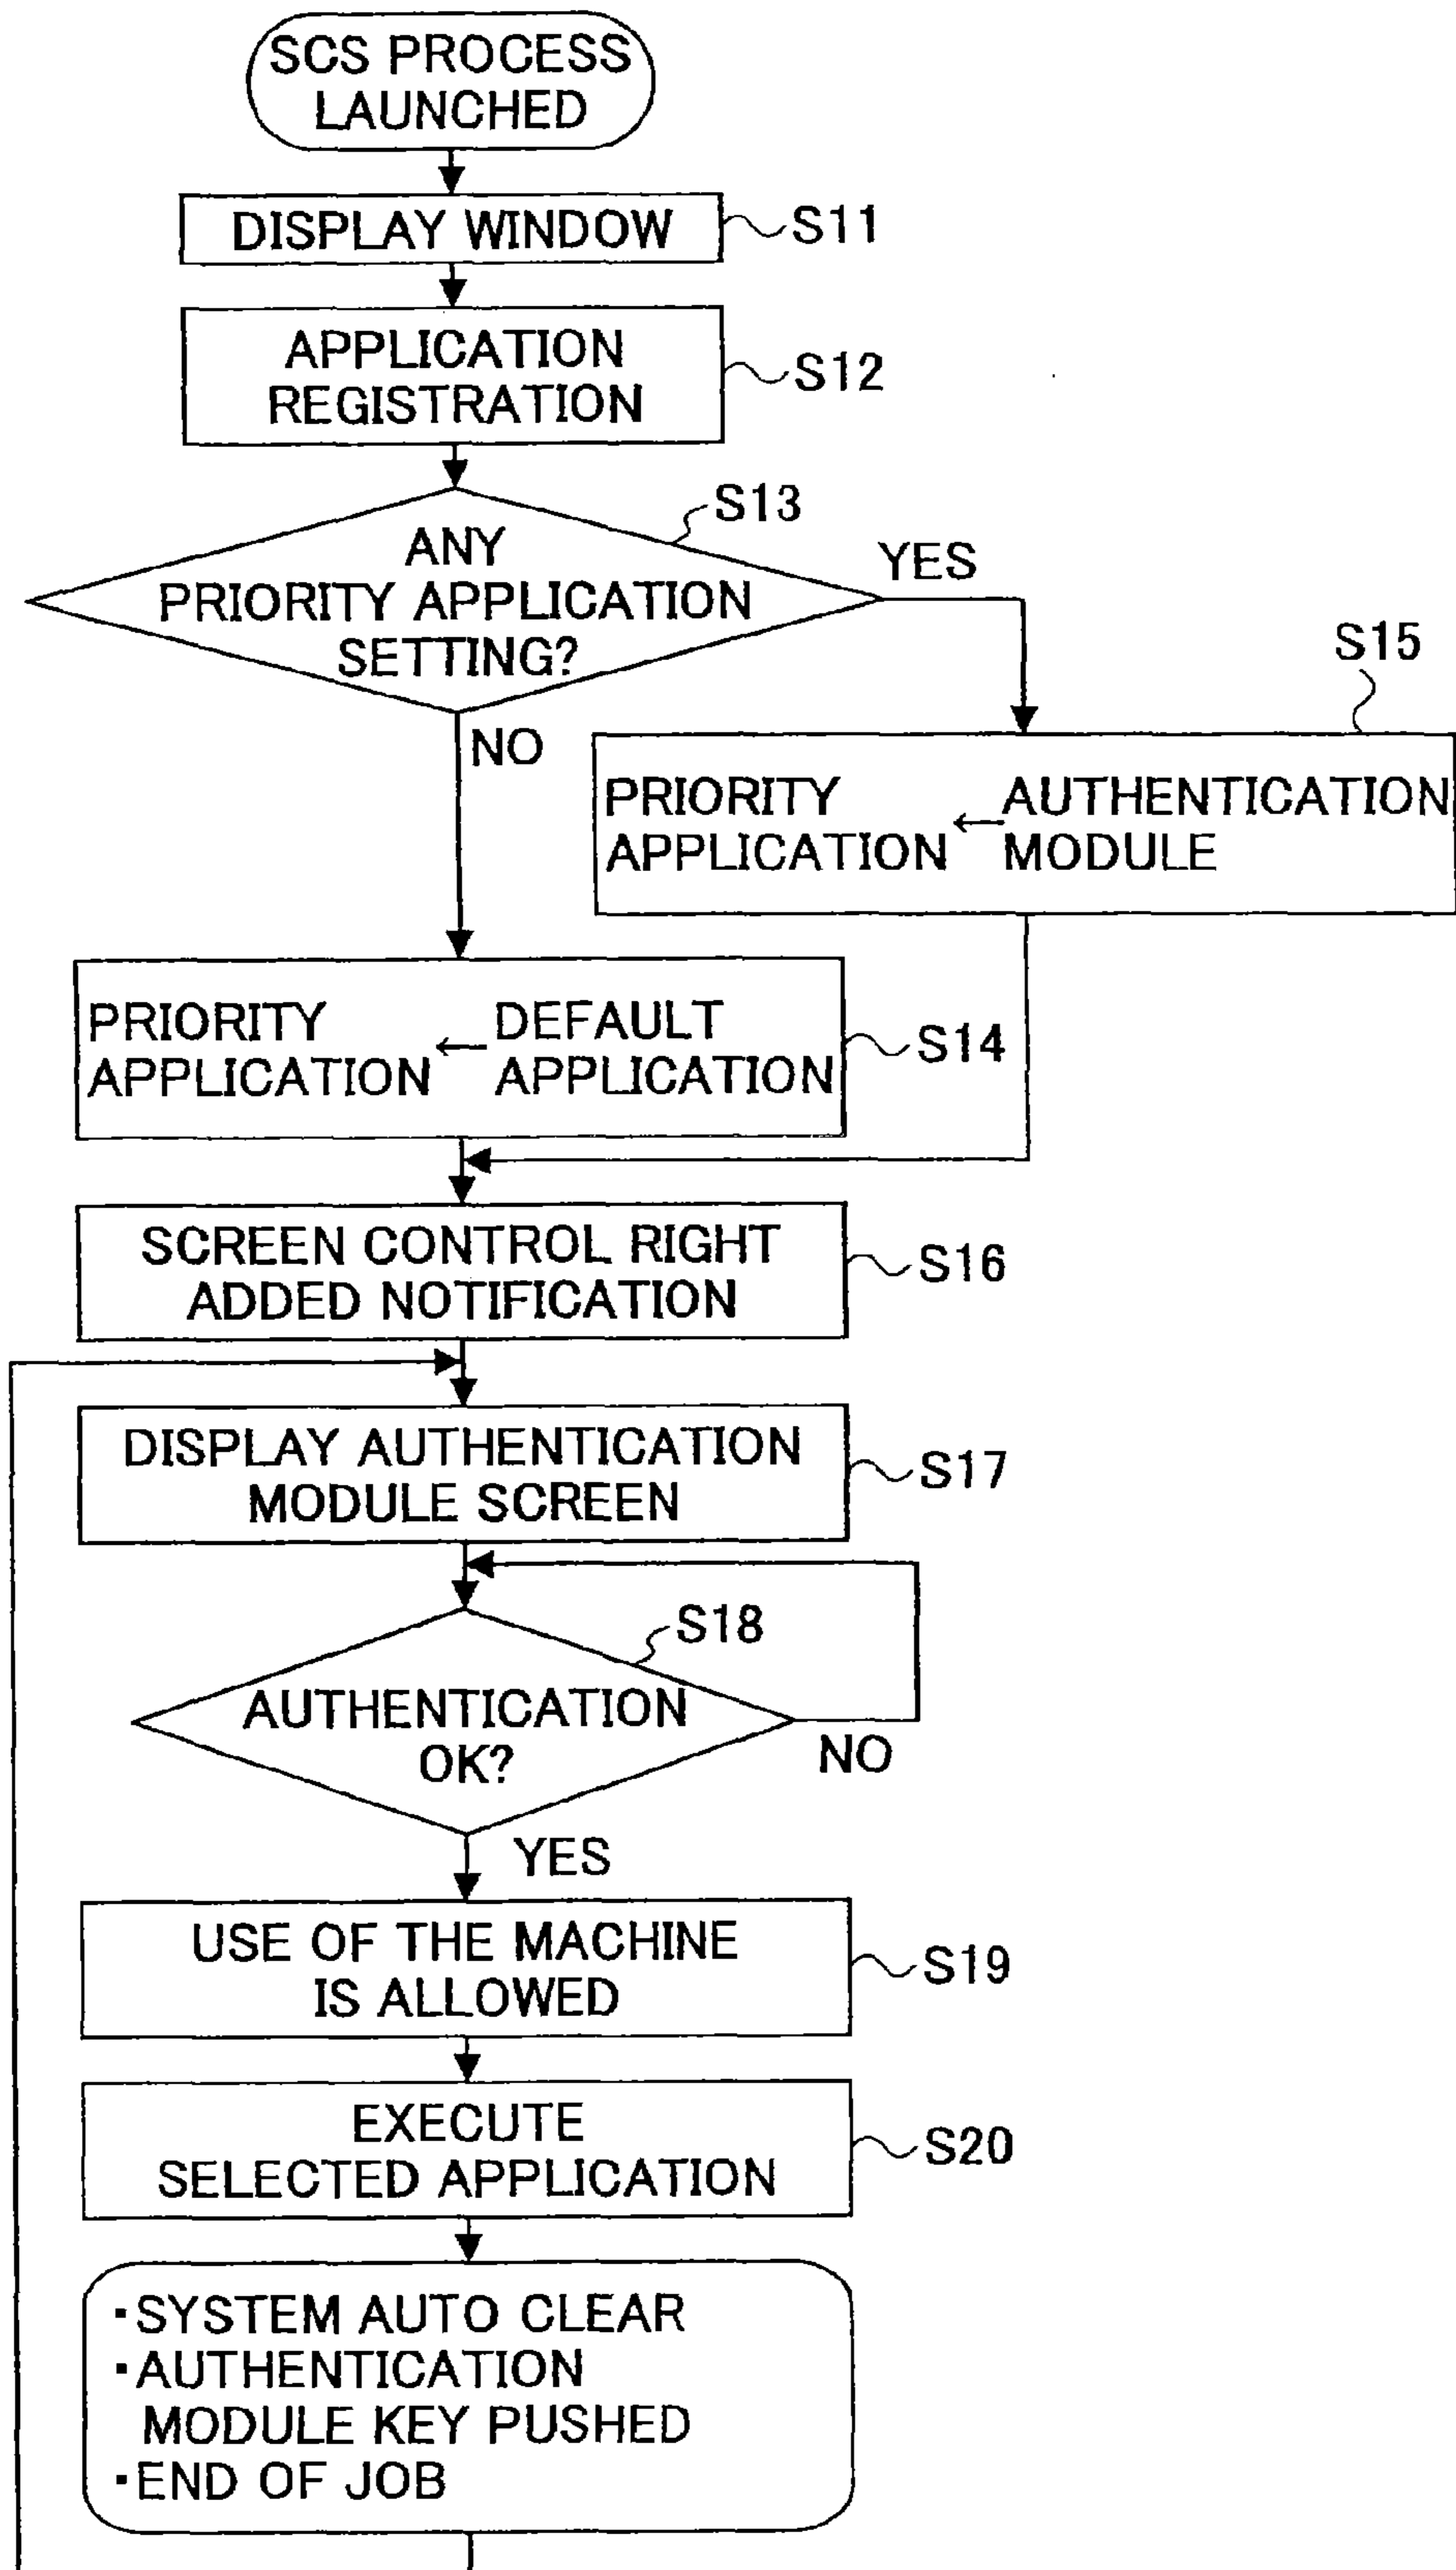 SCS PROCESS
LAUNCHED
DISPLAY WINDOW
S11
APPLICATION
REGISTRATION
S12
S13
ANY
PRIORITY APPLICATION
SETTING?
YES
NO
S15
PRIORITY ← AUTHENTICATION
APPLICATION MODULE
PRIORITY ← DEFAULT
APPLICATION APPLICATION
S14
SCREEN CONTROL RIGHT
ADDED NOTIFICATION
S16
DISPLAY AUTHENTICATION
MODULE SCREEN
S17
S18
AUTHENTICATION
OK?
NO
YES
USE OF THE MACHINE
IS ALLOWED
S19
EXECUTE
SELECTED APPLICATION
S20
・SYSTEM AUTO CLEAR
・AUTHENTICATION
MODULE KEY PUSHED
・END OF JOB